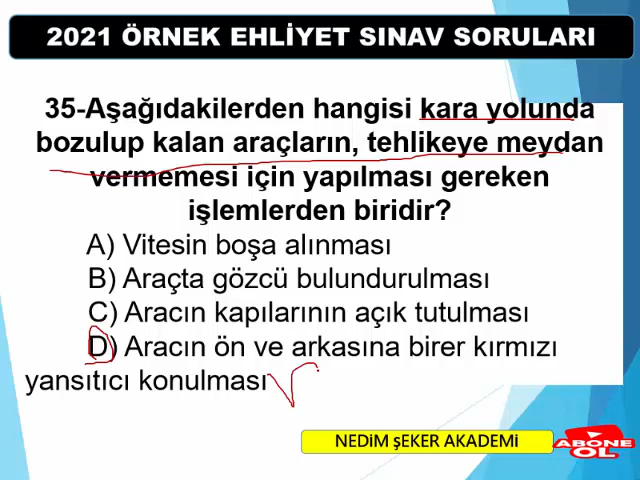 2021 ÖRNEK EHLİYET SINAV SORULARI
35-Aşağıdakilerden hangisi kara yolunda
bozulup kalan araçların, tehlikeye meydan
vermemesi için yapılması gereken
işlemlerden biridir?
A) Vitesin boşa alınması
B) Araçta gözcü bulundurulması
C) Aracın kapılarının açık tutulması
D) Aracın ön ve arkasına birer kırmızı
yansıtıcı konulması
NEDİM ŞEKER AKADEMİ
ABONE
OL